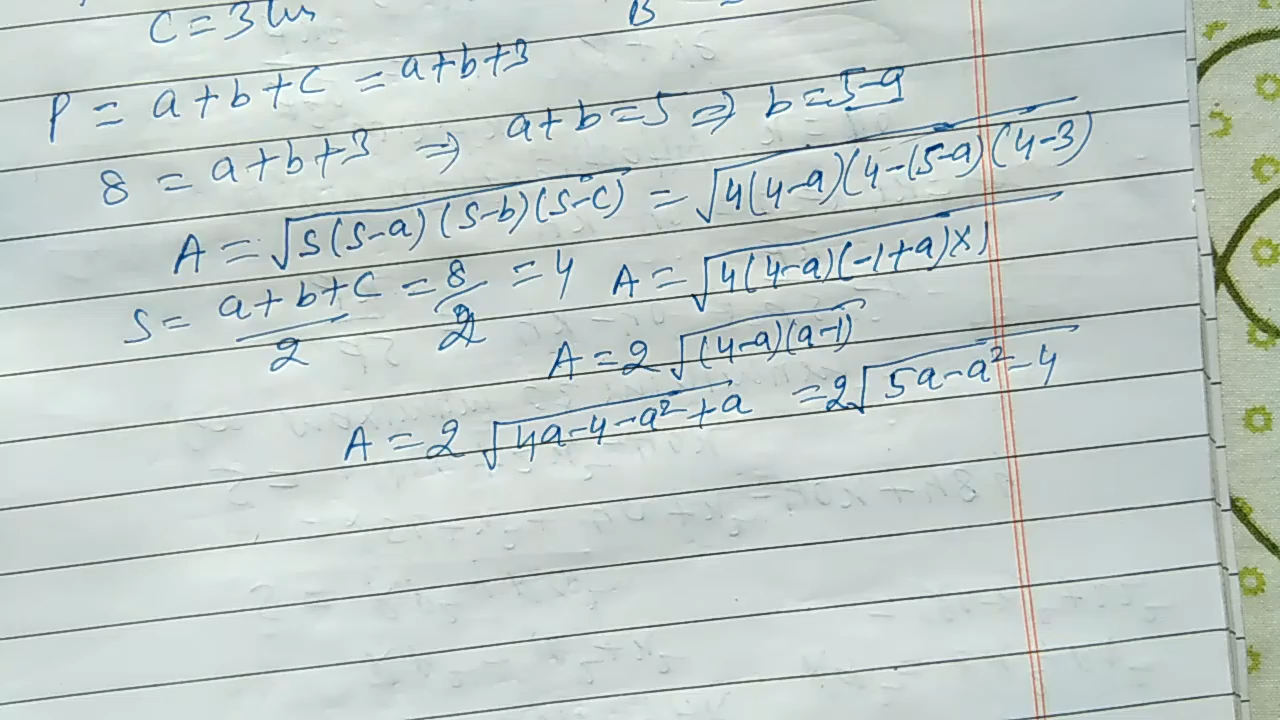 C = 3 cm B
P = a+b+c = a+b+3
8 = a+b+3 ⇒ a+b=5 ⇒ b=5-a
A = √S(S-a)(S-b)(S-c) = √4(4-a)(4-(5-a)(4-3)
S = a+b+c/2 = 8/2 = 4 A = √4(4-a)(-1+a)×1
A = 2√(4-a)(a-1)
A = 2√4a-4-a²+a = 2√5a-a²-4